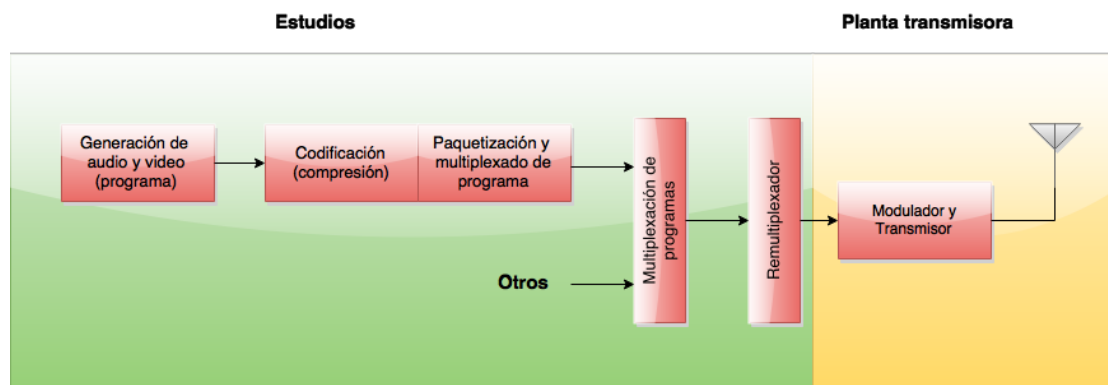 Estudios
Planta transmisora
Generación de
audio y video
(programa)
Codificación
(compresión)
Paquetización y
multiplexado de
programa
Multiplexación de
programas
Remultiplexador
Modulador y
Transmisor
Otros